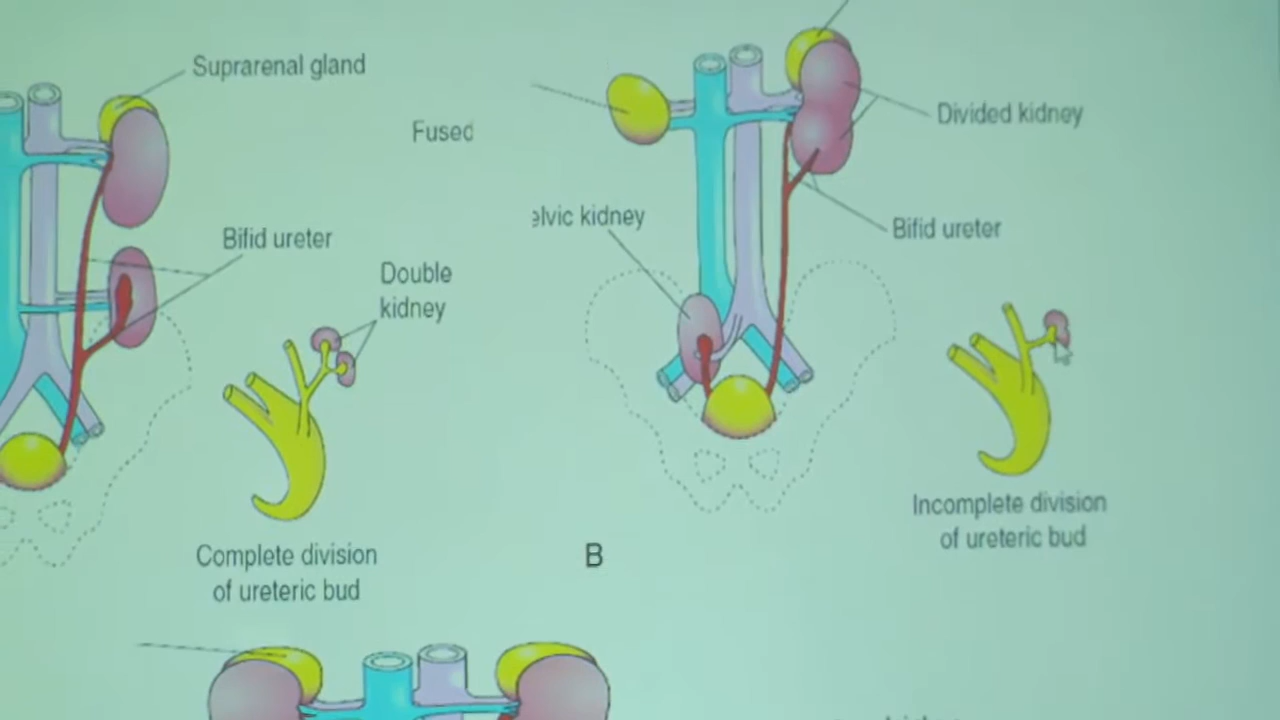 Suprarenal gland
Fused
Divided kidney
elvic kidney
Bifid ureter
Bifid ureter
Double
kidney
Incomplete division
of ureteric bud
Complete division
of ureteric bud
B